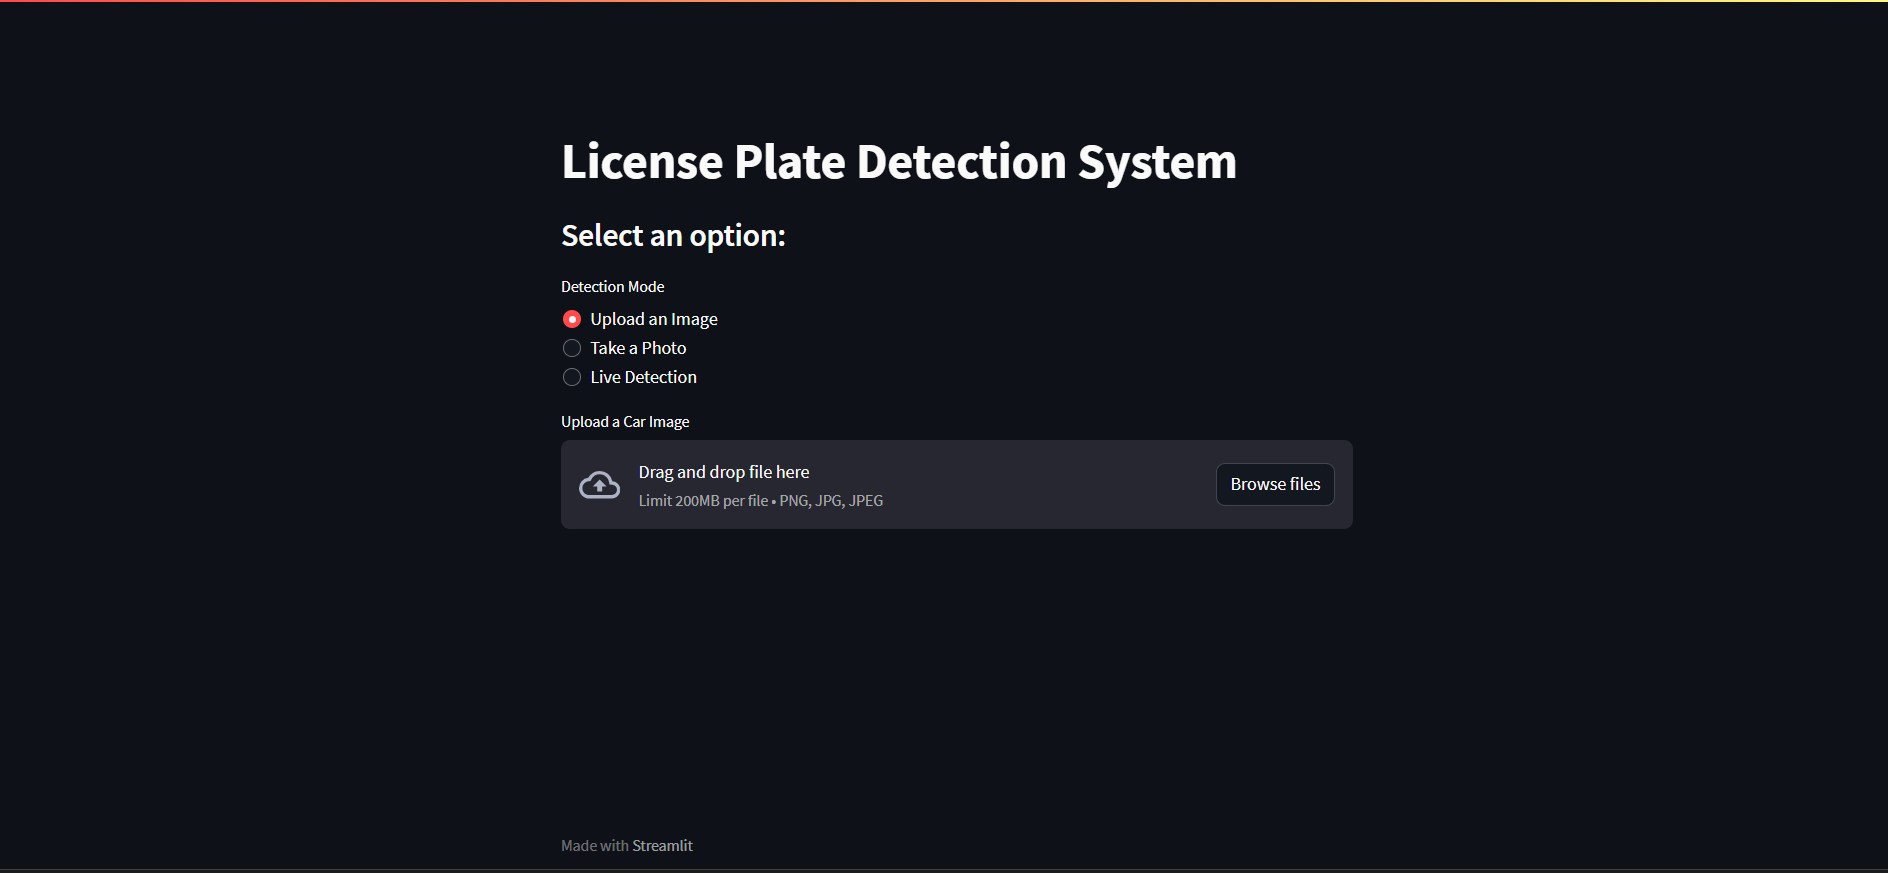 License Plate Detection System
Select an option:
Detection Mode
Upload an Image
Take a Photo
Live Detection
Upload a Car Image
Drag and drop file here
Limit 200MB per file • PNG, JPG, JPEG
Browse files
Made with Streamlit